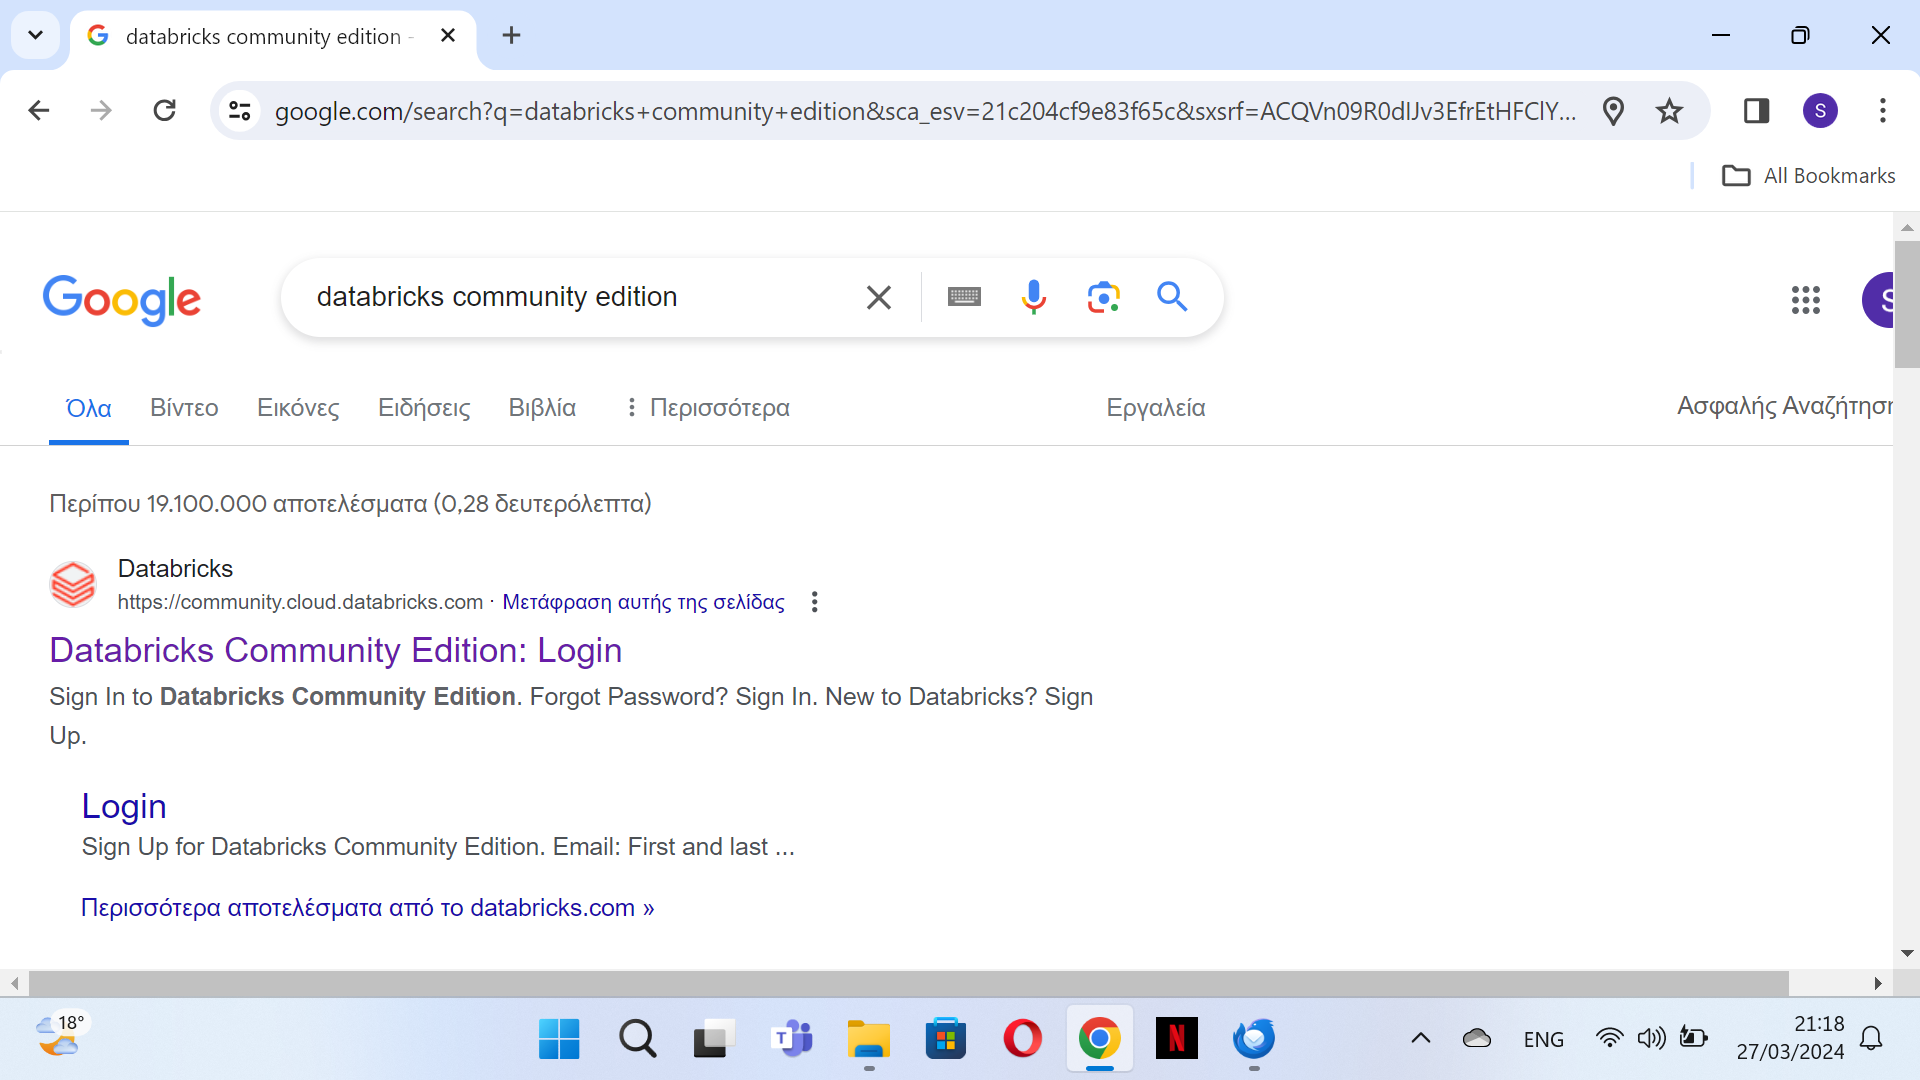 databricks community edition -
google.com/search?q=databricks+community+edition&sca_esv=21c204cf9e83f65c&sxsrf=ACQVn09R0dIJv3EfrEtHFClY...
S
All Bookmarks
Google
databricks community edition
S
Όλα
Βίντεο
Εικόνες
Ειδήσεις
Βιβλία
Περισσότερα
Εργαλεία
Ασφαλής Αναζήτηση
Περίπου 19.100.000 αποτελέσματα (0,28 δευτερόλεπτα)
Databricks
https://community.cloud.databricks.com · Μετάφραση αυτής της σελίδας
Databricks Community Edition: Login
Sign In to Databricks Community Edition. Forgot Password? Sign In. New to Databricks? Sign
Up.
Login
Sign Up for Databricks Community Edition. Email: First and last ...
Περισσότερα αποτελέσματα από το databricks.com »
18°
T
N
ENG
21:18
27/03/2024